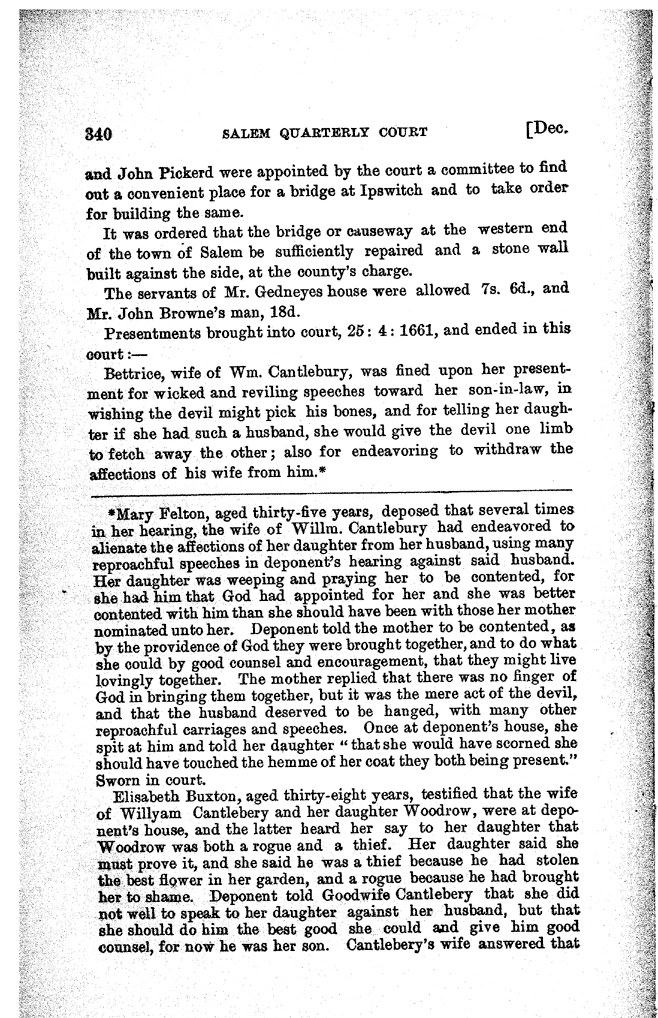 340 SALEM QUARTERLY COURT [Dec.
and John Pickerd were appointed by the court a committee to find
out a convenient place for a bridge at Ipswitch and to take order
for building the same.
It was ordered that the bridge or causeway at the western end
of the town of Salem be sufficiently repaired and a stone wall
built against the side, at the county's charge.
The servants of Mr. Gedneyes house were allowed 7s. 6d., and
Mr. John Browne's man, 18d.
Presentments brought into court, 25: 4: 1661, and ended in this
court:—
Bettrice, wife of Wm. Cantlebury, was fined upon her present-
ment for wicked and reviling speeches toward her son-in-law, in
wishing the devil might pick his bones, and for telling her daugh-
ter if she had such a husband, she would give the devil one limb
to fetch away the other; also for endeavoring to withdraw the
affections of his wife from him.*
*Mary Felton, aged thirty-five years, deposed that several times
in her hearing, the wife of Willm. Cantlebury had endeavored to
alienate the affections of her daughter from her husband, using many
reproachful speeches in deponent's hearing against said husband.
Her daughter was weeping and praying her to be contented, for
she had him that God had appointed for her and she was better
contented with him than she should have been with those her mother
nominated unto her. Deponent told the mother to be contented, as
by the providence of God they were brought together, and to do what
she could by good counsel and encouragement, that they might live
lovingly together. The mother replied that there was no finger of
God in bringing them together, but it was the mere act of the devil,
and that the husband deserved to be hanged, with many other
reproachful carriages and speeches. Once at deponent's house, she
spit at him and told her daughter "that she would have scorned she
should have touched the hemme of her coat they both being present."
Sworn in court.
Elisabeth Buxton, aged thirty-eight years, testified that the wife
of Willyam Cantlebery and her daughter Woodrow, were at depo-
nent's house, and the latter heard her say to her daughter that
Woodrow was both a rogue and a thief. Her daughter said she
must prove it, and she said he was a thief because he had stolen
the best flower in her garden, and a rogue because he had brought
her to shame. Deponent told Goodwife Cantlebery that she did
not well to speak to her daughter against her husband, but that
she should do him the best good she could and give him good
counsel, for now he was her son. Cantlebery's wife answered that